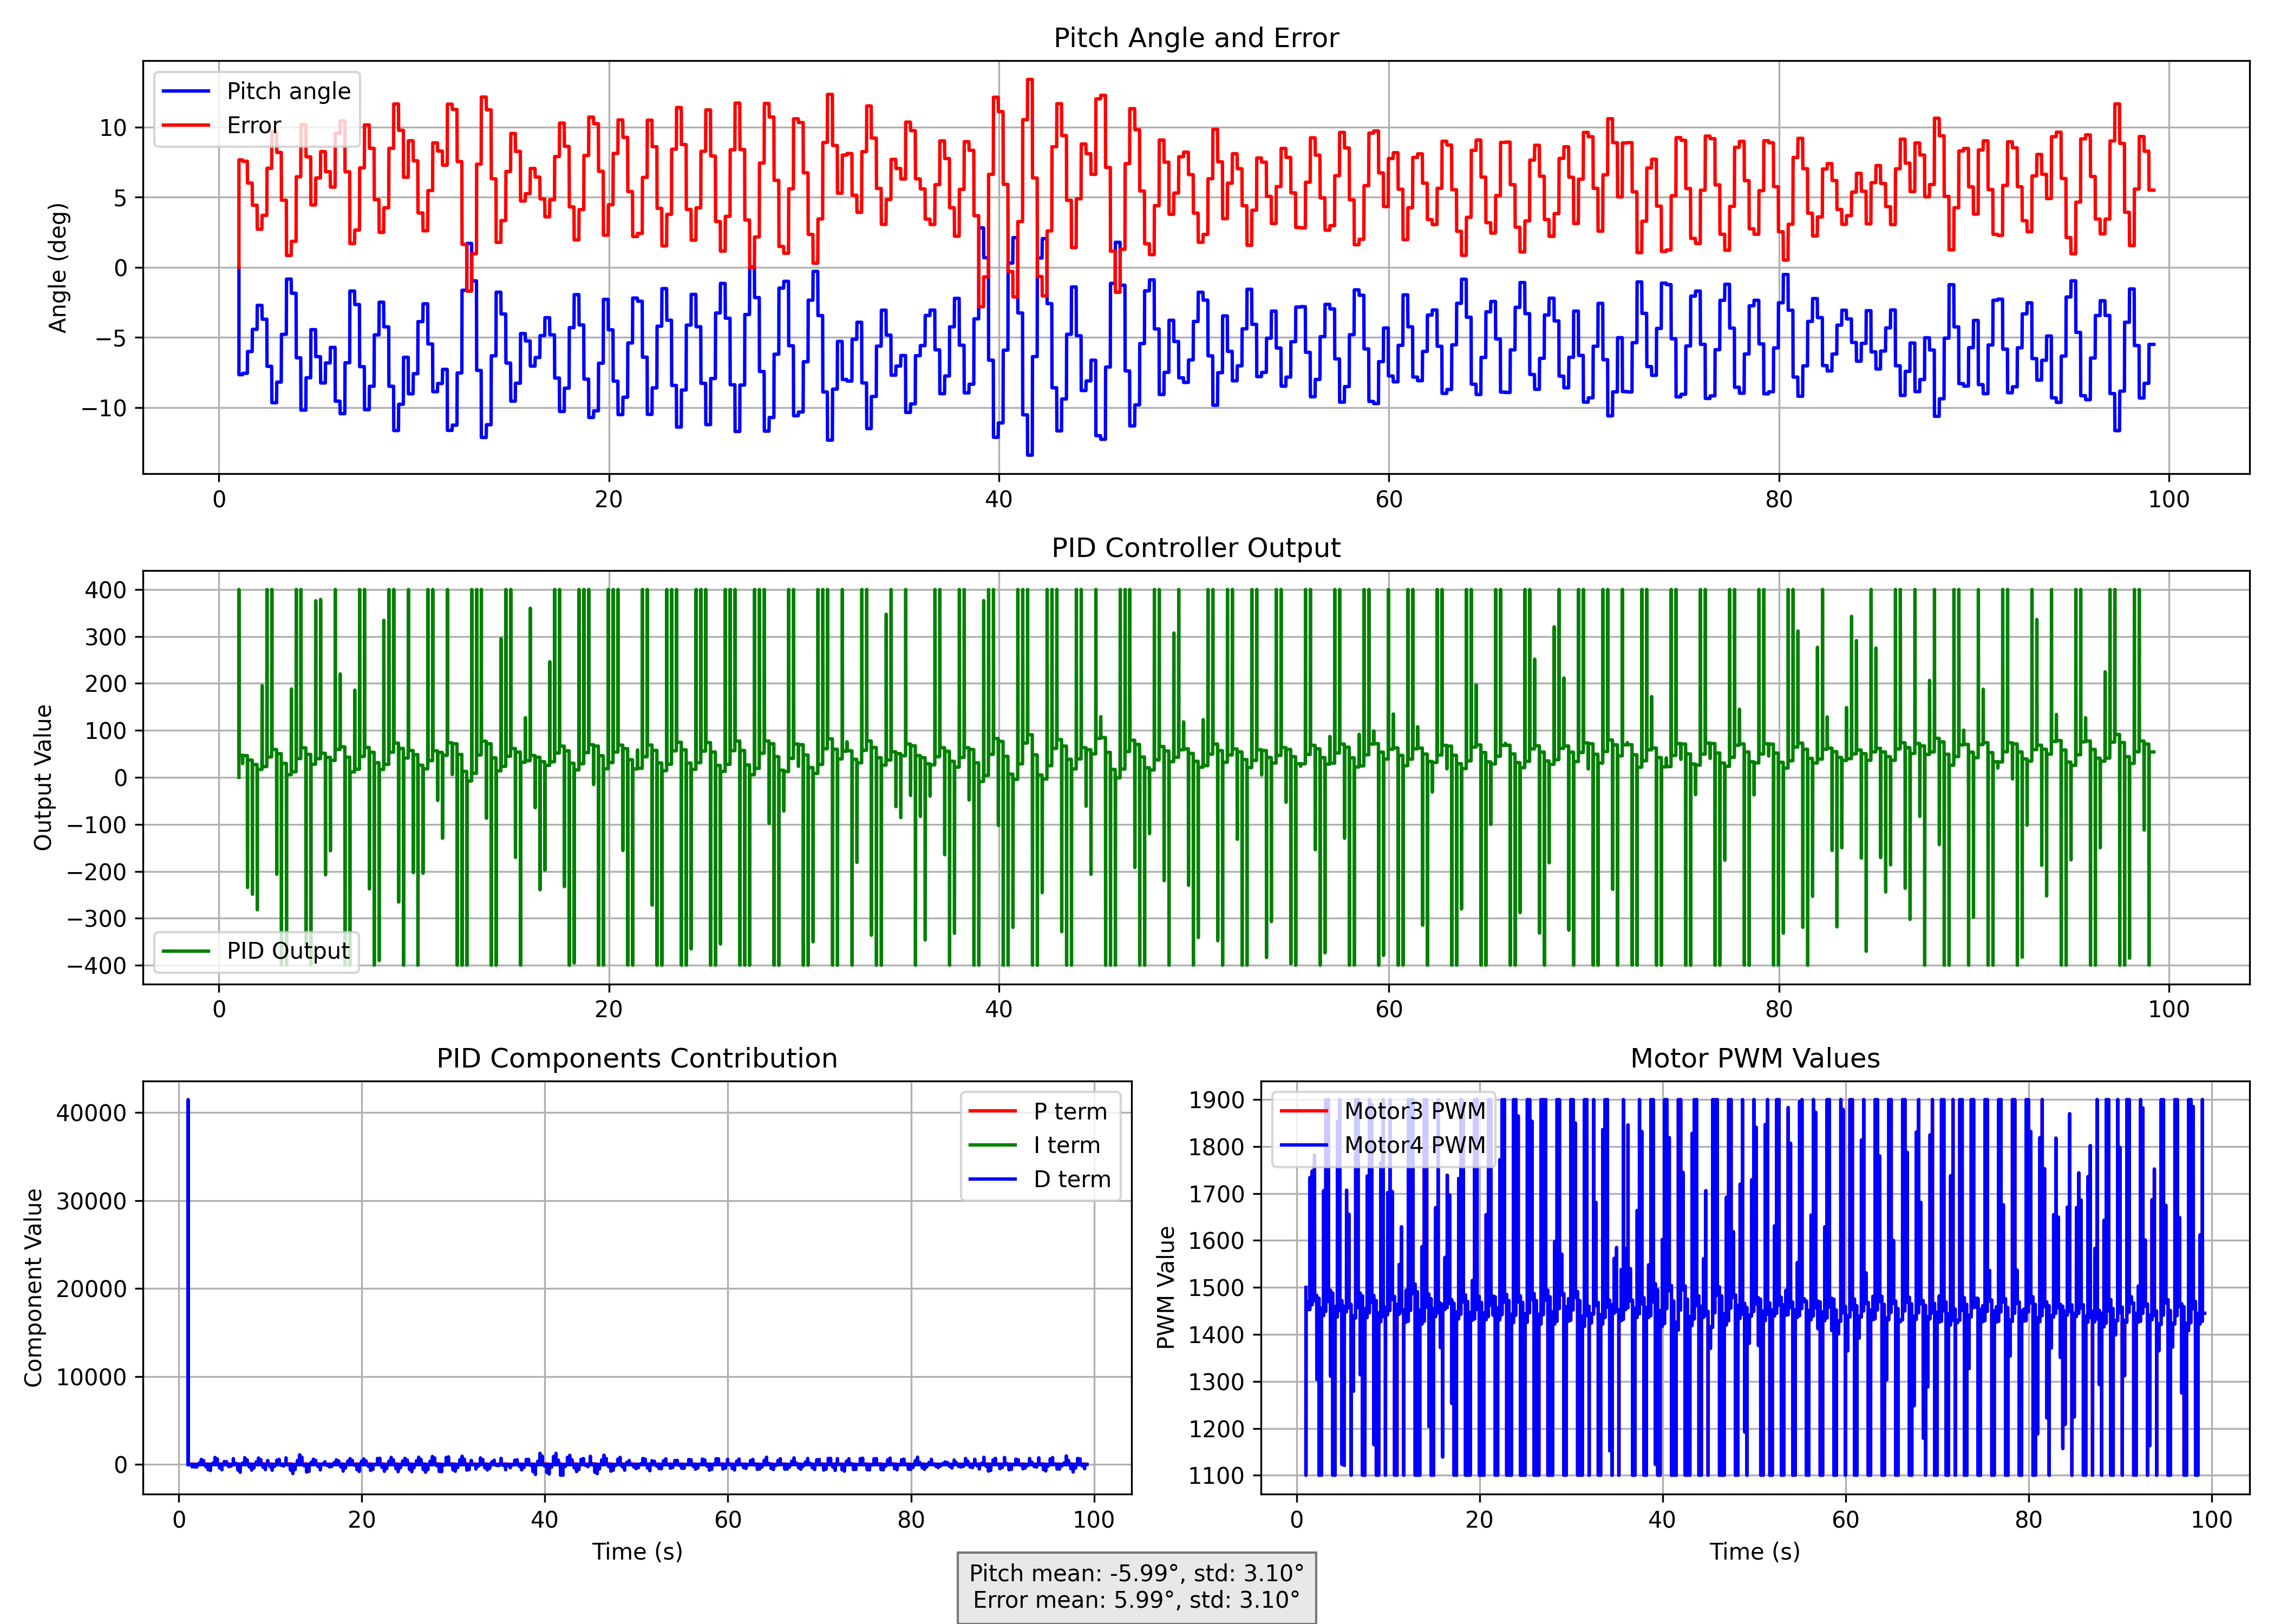 Pitch Angle and Error
Angle (deg)
Pitch angle
Error
10
5
0
−5
−10
0 20 40 60 80 100
PID Controller Output
Output Value
400
300
200
100
0
−100
−200
−300
−400
PID Output
0 20 40 60 80 100
PID Components Contribution
Component Value
40000
30000
20000
10000
0
P term
I term
D term
0 20 40 60 80 100
Time (s)
Motor PWM Values
PWM Value
1900
1800
1700
1600
1500
1400
1300
1200
1100
Motor3 PWM
Motor4 PWM
0 20 40 60 80 100
Time (s)
Pitch mean: -5.99°, std: 3.10°
Error mean: 5.99°, std: 3.10°